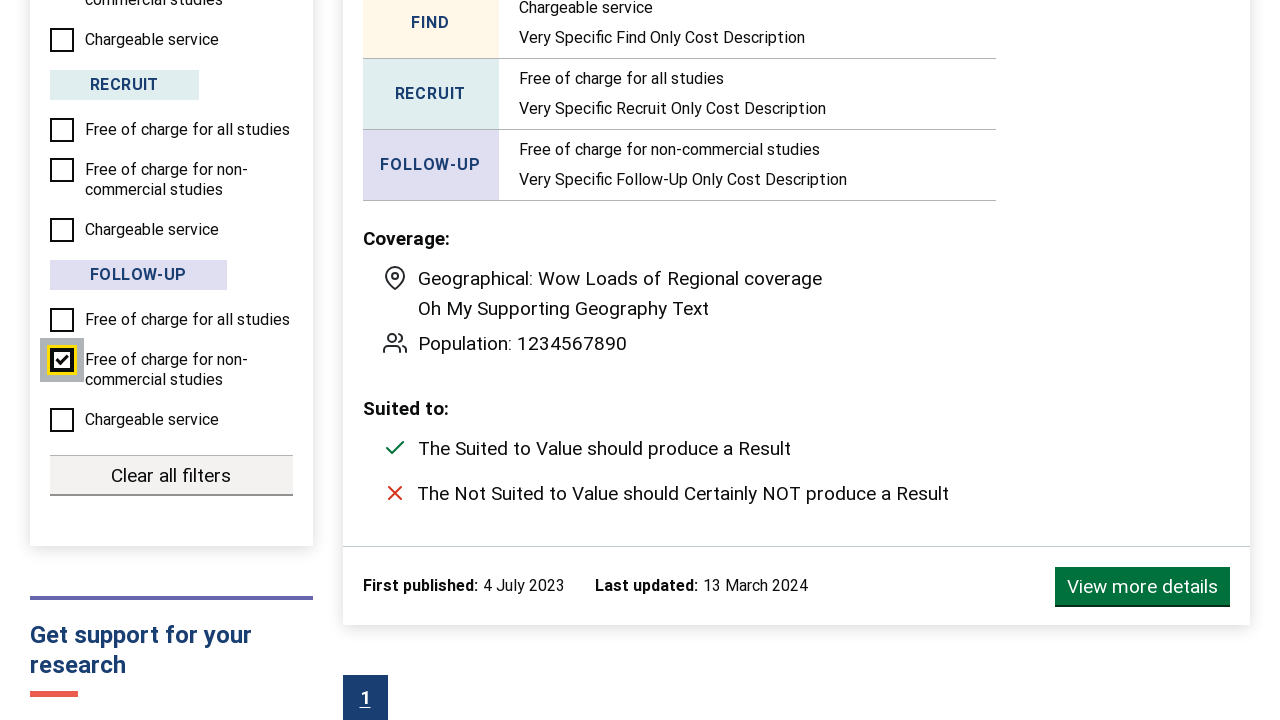 commercial studies
Chargeable service
RECRUIT
Free of charge for all studies
Free of charge for non-
commercial studies
Chargeable service
FOLLOW-UP
Free of charge for all studies
Free of charge for non-
commercial studies
Chargeable service
Clear all filters
Get support for your
research
FIND
Chargeable service
Very Specific Find Only Cost Description
RECRUIT
Free of charge for all studies
Very Specific Recruit Only Cost Description
FOLLOW-UP
Free of charge for non-commercial studies
Very Specific Follow-Up Only Cost Description
Coverage:
Geographical: Wow Loads of Regional coverage
Oh My Supporting Geography Text
Population: 1234567890
Suited to:
The Suited to Value should produce a Result
The Not Suited to Value should Certainly NOT produce a Result
First published: 4 July 2023 Last updated: 13 March 2024
View more details
1